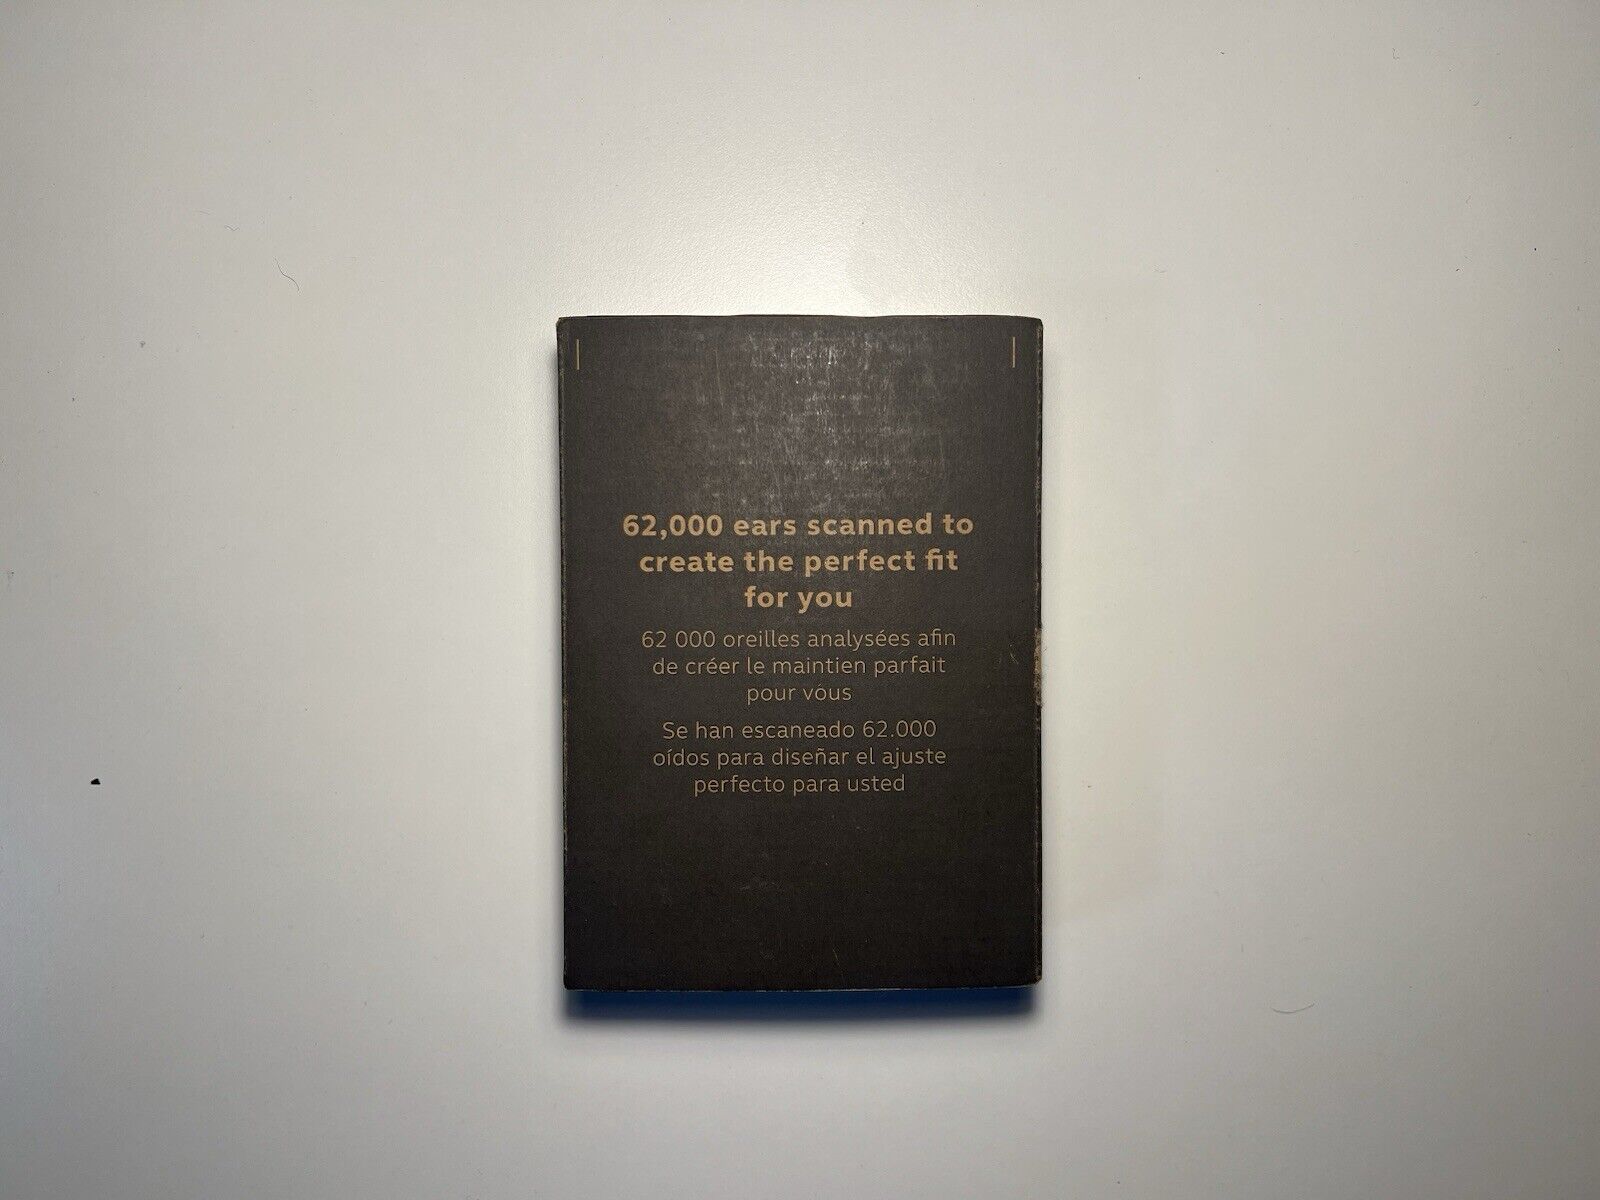 62,000 ears scanned to
create the perfect fit
for you
62 000 oreilles analysées afin
de créer le maintien parfait
pour vous
Se han escaneado 62.000
oídos para diseñar el ajuste
perfecto para usted